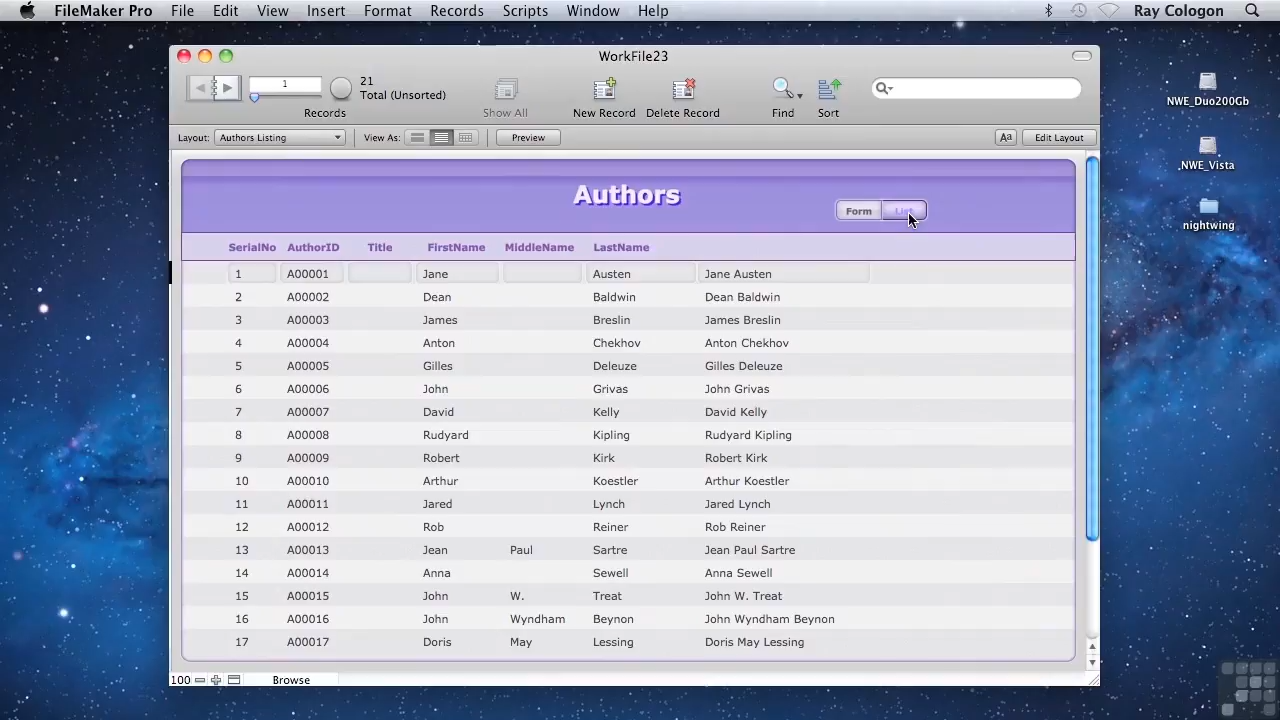 FileMaker Pro File Edit View Insert Format Records Scripts Window Help Ray Cologon
WorkFile23
1 21
Total (Unsorted)
Records Show All New Record Delete Record Find Sort
Layout: Authors Listing View As: Preview Aa Edit Layout
NWE_Duo200Gb
NWE_Vista
nightwing
Authors
Form List
SerialNo AuthorID Title FirstName MiddleName LastName
1 A00001 Jane Austen Jane Austen
2 A00002 Dean Baldwin Dean Baldwin
3 A00003 James Breslin James Breslin
4 A00004 Anton Chekhov Anton Chekhov
5 A00005 Gilles Deleuze Gilles Deleuze
6 A00006 John Grivas John Grivas
7 A00007 David Kelly David Kelly
8 A00008 Rudyard Kipling Rudyard Kipling
9 A00009 Robert Kirk Robert Kirk
10 A00010 Arthur Koestler Arthur Koestler
11 A00011 Jared Lynch Jared Lynch
12 A00012 Rob Reiner Rob Reiner
13 A00013 Jean Paul Sartre Jean Paul Sartre
14 A00014 Anna Sewell Anna Sewell
15 A00015 John W. Treat John W. Treat
16 A00016 John Wyndham Beynon John Wyndham Beynon
17 A00017 Doris May Lessing Doris May Lessing
100 Browse